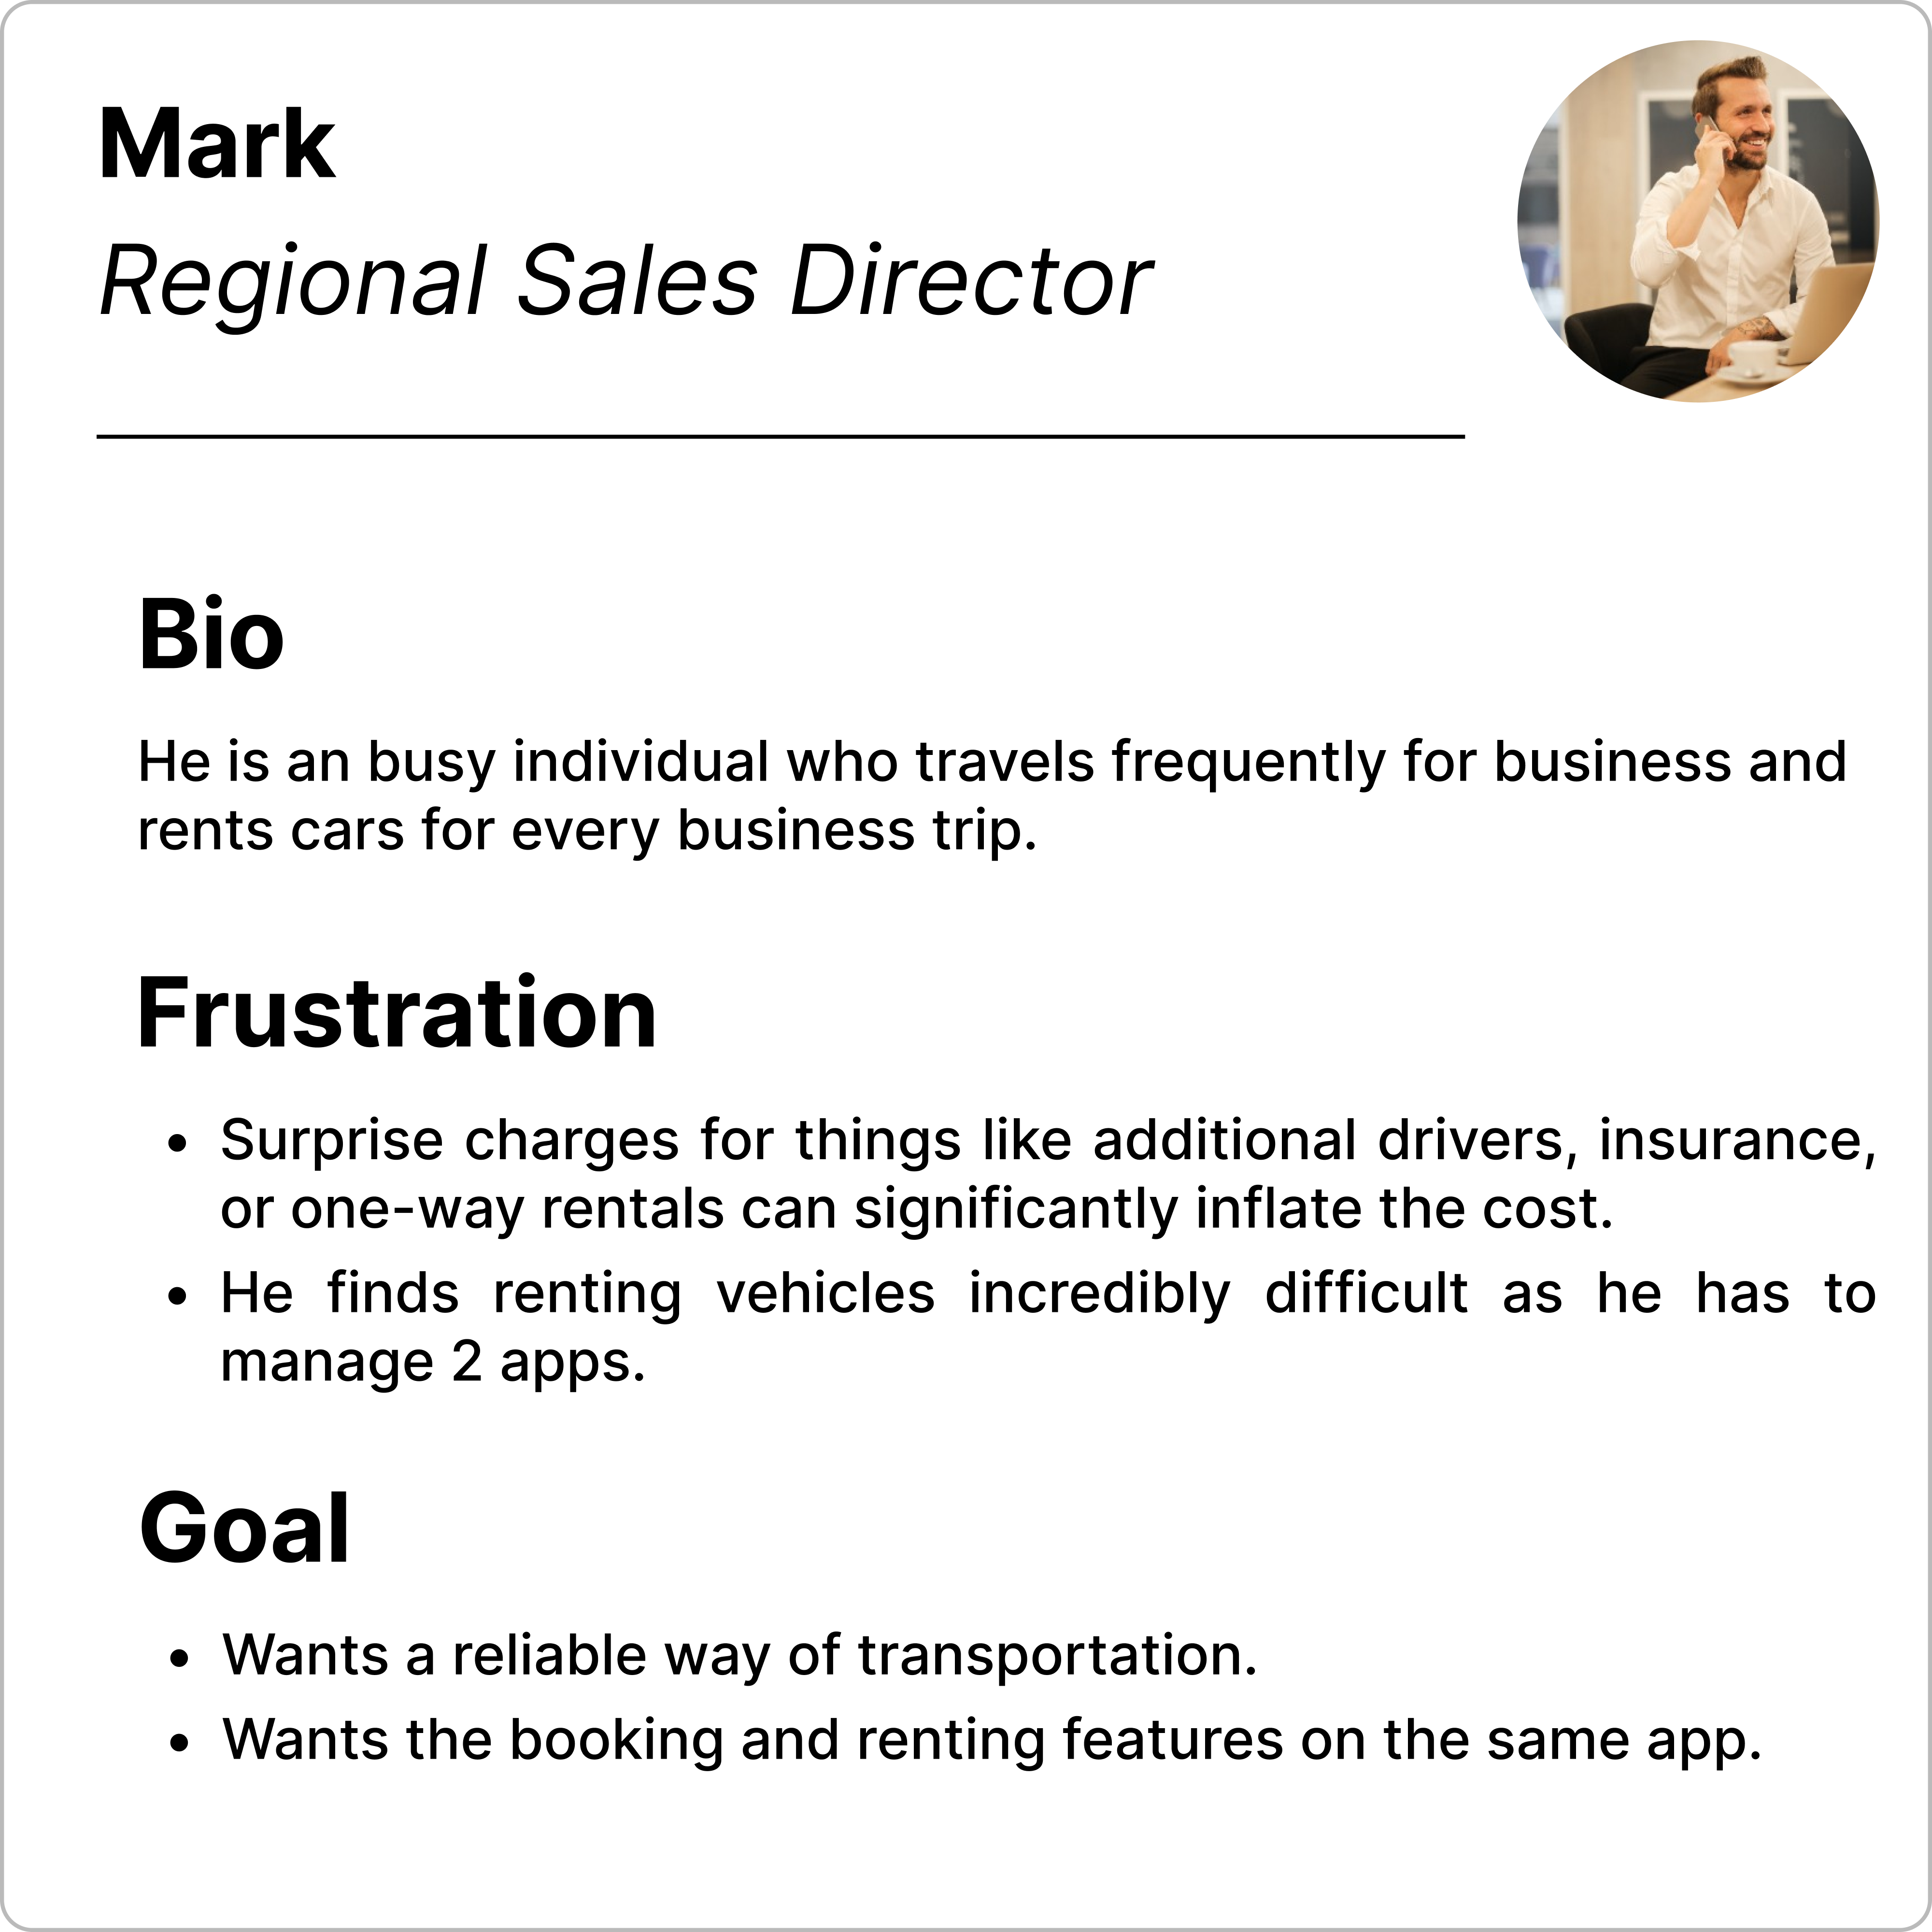 Mark
Regional Sales Director
Bio
He is an busy individual who travels frequently for business and
rents cars for every business trip.
Frustration
• Surprise charges for things like additional drivers, insurance,
or one-way rentals can significantly inflate the cost.
• He finds renting vehicles incredibly difficult as he has to
manage 2 apps.
Goal
• Wants a reliable way of transportation.
• Wants the booking and renting features on the same app.